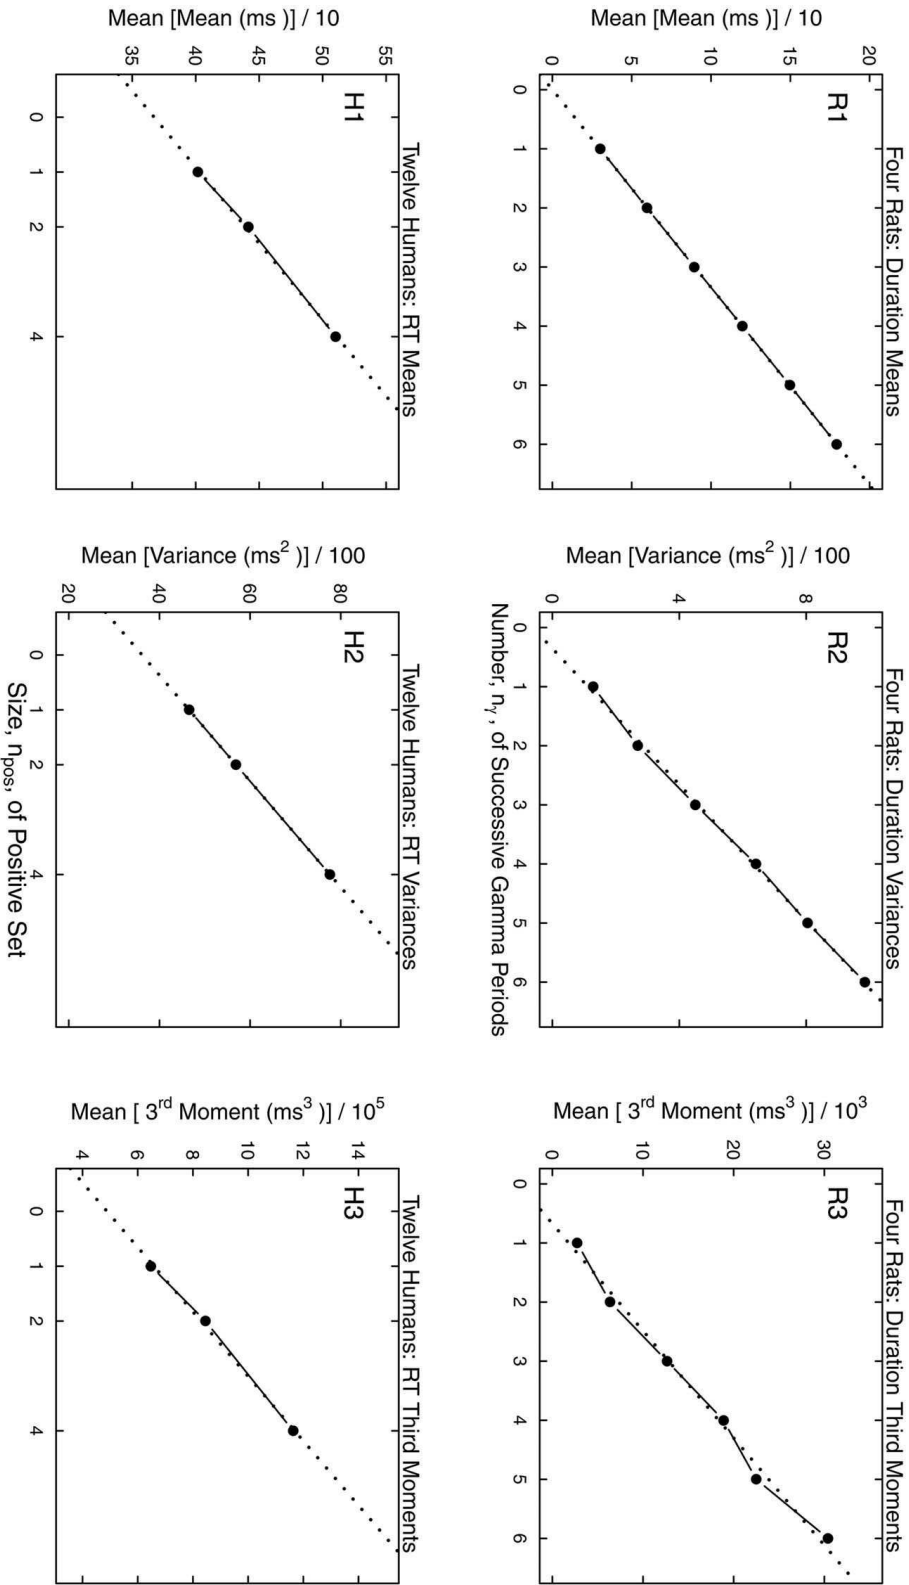 Four Rats: Duration Means
R1
Mean [Mean (ms )] / 10
0 5 10 15 20
0 1 2 3 4 5 6
Four Rats: Duration Variances
R2
Mean [Variance (ms2 )] / 100
0 4 8
0 1 2 3 4 5 6
Number, nγ , of Successive Gamma Periods
Four Rats: Duration Third Moments
R3
Mean [ 3rd Moment (ms3 )] / 103
0 10 20 30
0 1 2 3 4 5 6
Twelve Humans: RT Means
H1
Mean [Mean (ms )] / 10
35 40 45 50 55
0 1 2 4
Twelve Humans: RT Variances
H2
Mean [Variance (ms2 )] / 100
20 40 60 80
0 1 2 4
Size, npos, of Positive Set
Twelve Humans: RT Third Moments
H3
Mean [ 3rd Moment (ms3 )] / 105
4 6 8 10 12 14
0 1 2 4